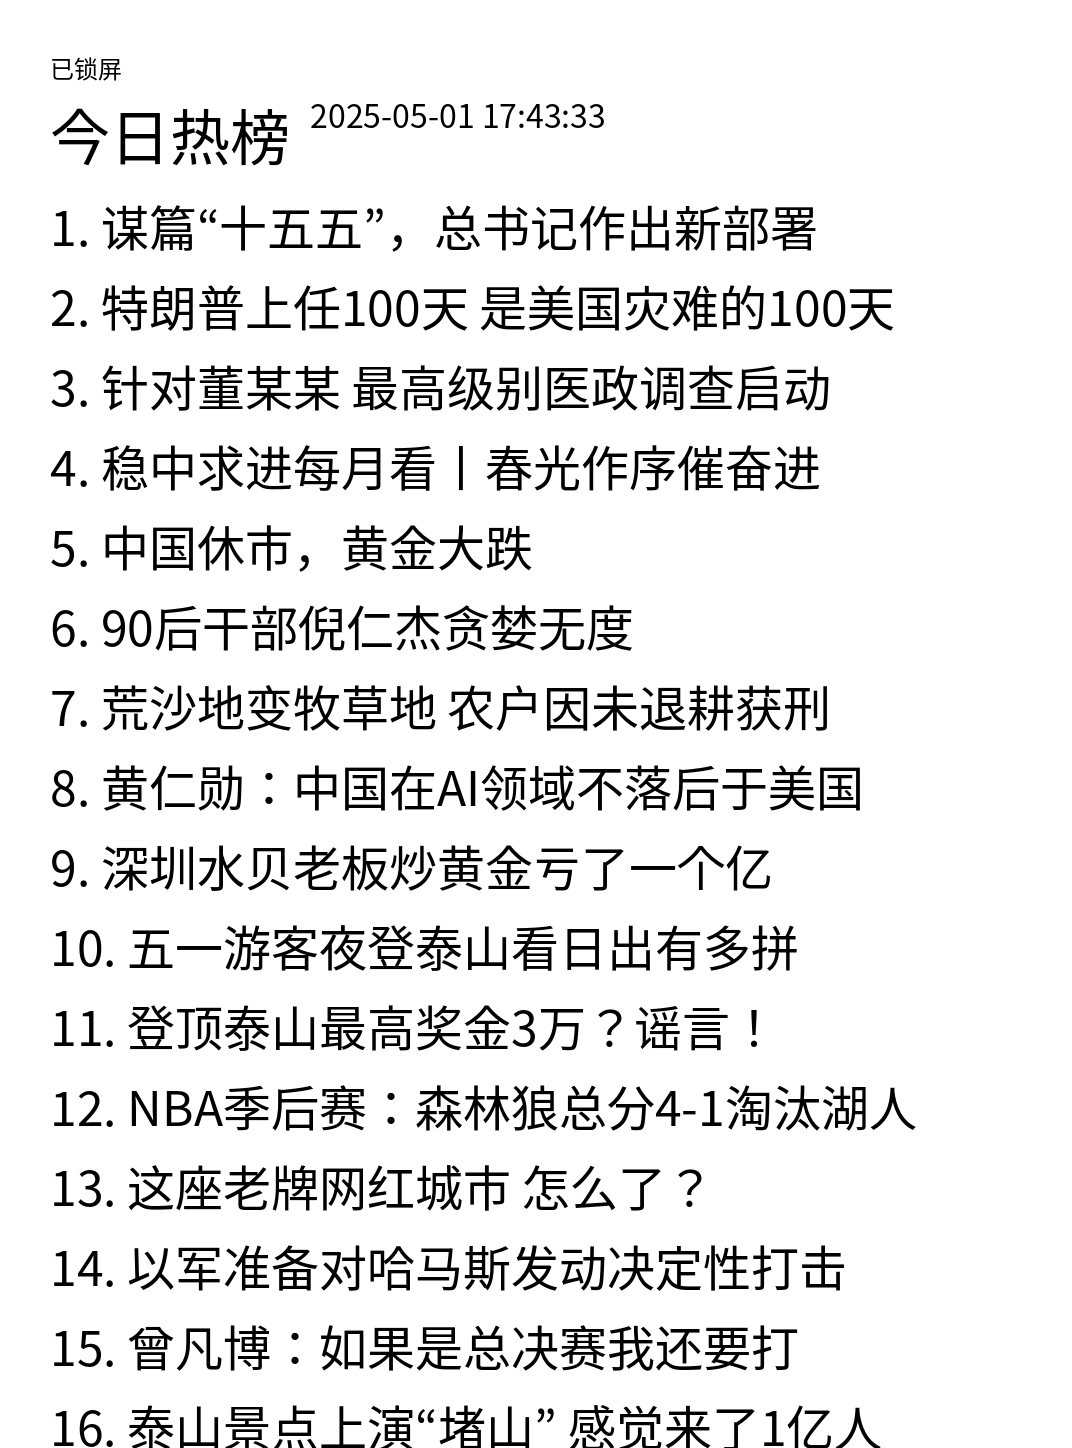 已锁屏
今日热榜 2025-05-01 17:43:33
1. 谋篇“十五五”，总书记作出新部署
2. 特朗普上任100天 是美国灾难的100天
3. 针对董某某 最高级别医政调查启动
4. 稳中求进每月看丨春光作序催奋进
5. 中国休市，黄金大跌
6. 90后干部倪仁杰贪婪无度
7. 荒沙地变牧草地 农户因未退耕获刑
8. 黄仁勋：中国在AI领域不落后于美国
9. 深圳水贝老板炒黄金亏了一个亿
10. 五一游客夜登泰山看日出有多拼
11. 登顶泰山最高奖金3万？谣言！
12. NBA季后赛：森林狼总分4-1淘汰湖人
13. 这座老牌网红城市 怎么了？
14. 以军准备对哈马斯发动决定性打击
15. 曾凡博：如果是总决赛我还要打
16. 泰山景点上演“堵山” 感觉来了1亿人